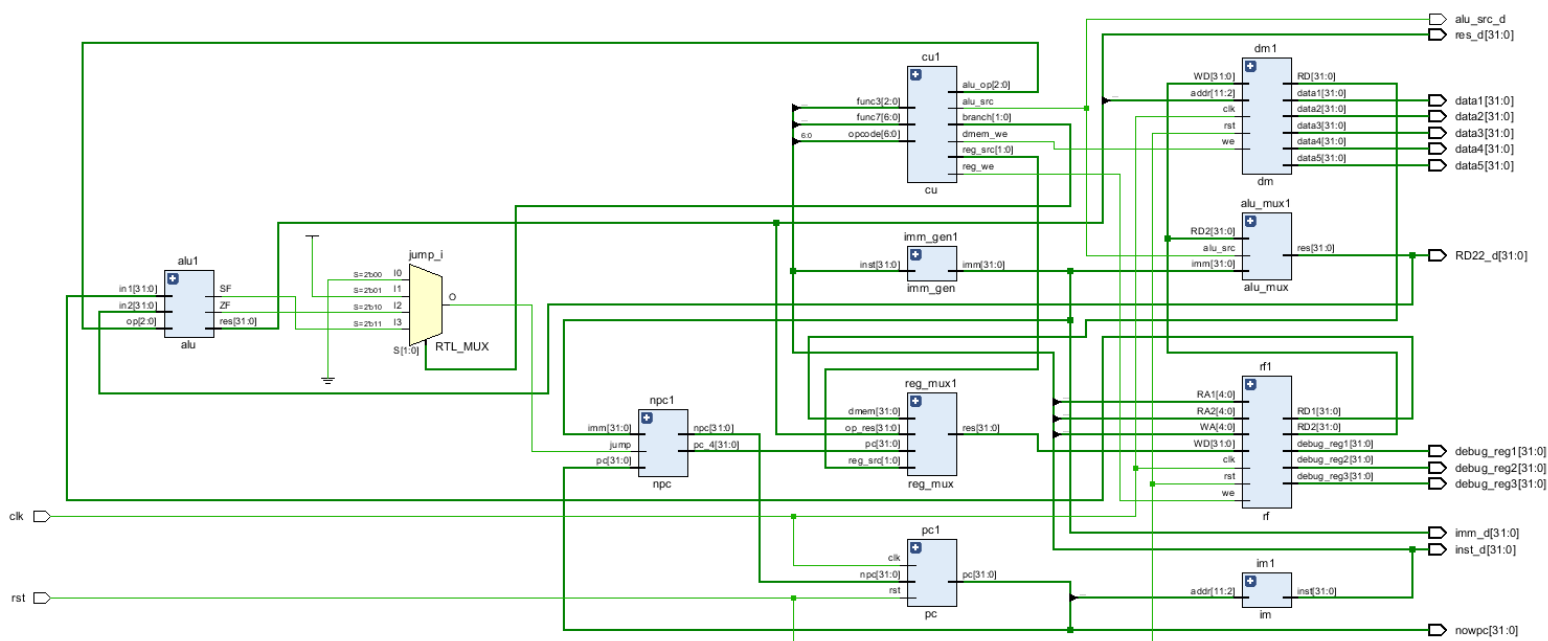 alu_src_d
res_d[31:0]
dm1
WD[31:0] RD[31:0]
addr[11:2] data1[31:0]
clk data2[31:0]
rst data3[31:0]
we data4[31:0]
data5[31:0]
dm
data1[31:0]
data2[31:0]
data3[31:0]
data4[31:0]
data5[31:0]
cu1
func3[2:0] alu_op[2:0]
func7[6:0] alu_src
6:0 opcode[6:0] branch[1:0]
dmem_we
reg_src[1:0]
reg_we
cu
alu_mux1
RD2[31:0]
alu_src res[31:0]
imm[31:0]
alu_mux
RD22_d[31:0]
imm_gen1
inst[31:0] imm[31:0]
imm_gen
alu1
in1[31:0] SF
in2[31:0] ZF
op[2:0] res[31:0]
alu
jump_i
S=2'b00 I0
S=2'b01 I1
S=2'b10 I2
S=2'b11 I3
O
S[1:0] RTL_MUX
npc1
imm[31:0] npc[31:0]
jump pc_4[31:0]
pc[31:0]
npc
reg_mux1
dmem[31:0]
op_res[31:0] res[31:0]
pc[31:0]
reg_src[1:0]
reg_mux
rf1
RA1[4:0]
RA2[4:0] RD1[31:0]
WA[4:0] RD2[31:0]
WD[31:0] debug_reg1[31:0]
clk debug_reg2[31:0]
rst debug_reg3[31:0]
we
rf
debug_reg1[31:0]
debug_reg2[31:0]
debug_reg3[31:0]
clk
rst
pc1
clk
npc[31:0] pc[31:0]
rst
pc
imm_d[31:0]
inst_d[31:0]
im1
addr[11:2] inst[31:0]
im
nowpc[31:0]